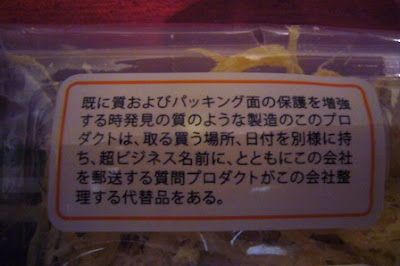 既に質およびパッキング面の保護を増強
する時発見の質のような製造のこのプロ
ダクトは、取る買う場所、日付を別様に持
ち、超ビジネス名前に、とともにこの会社
を郵送する質問プロダクトがこの会社整
理する代替品をある。